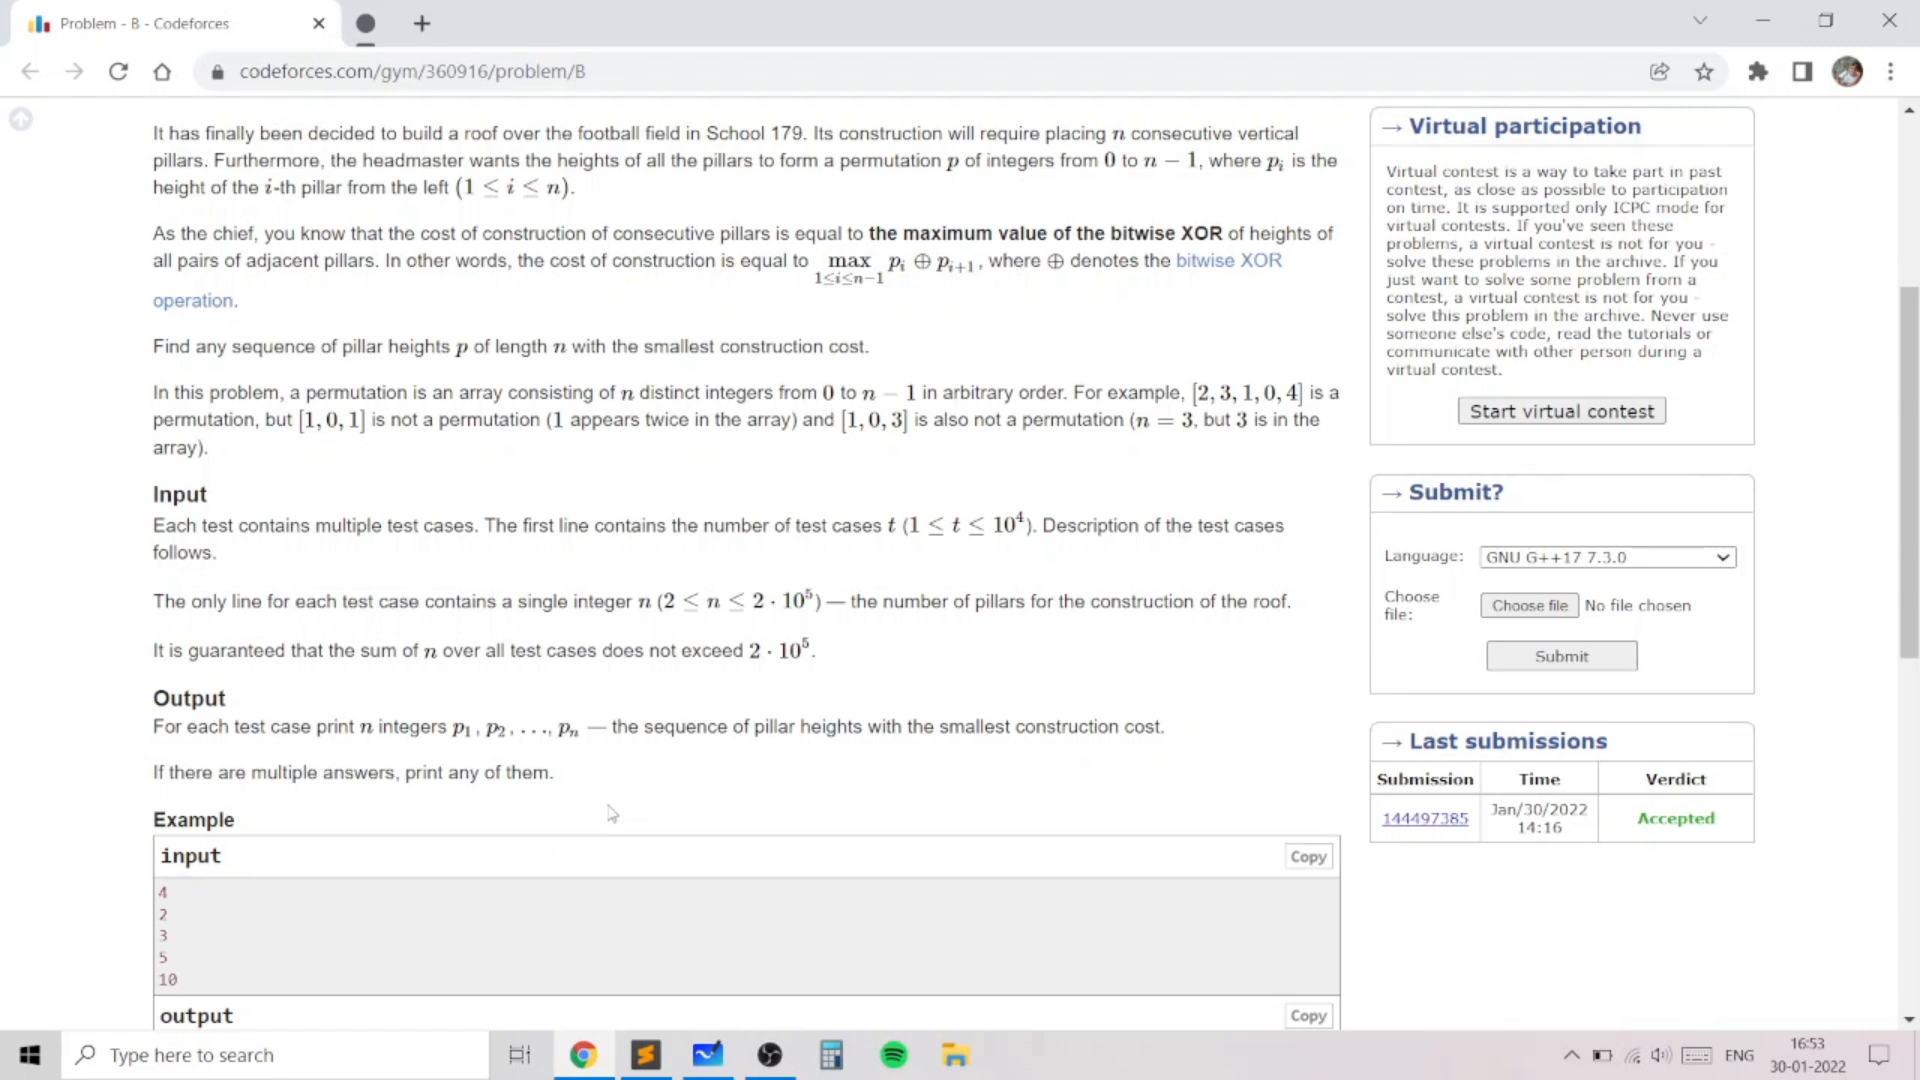 Problem - B - Codeforces
codeforces.com/gym/360916/problem/B
It has finally been decided to build a roof over the football field in School 179. Its construction will require placing n consecutive vertical
pillars. Furthermore, the headmaster wants the heights of all the pillars to form a permutation p of integers from 0 to n − 1, where pᵢ is the
height of the i-th pillar from the left (1 ≤ i ≤ n).
As the chief, you know that the cost of construction of consecutive pillars is equal to the maximum value of the bitwise XOR of heights of
all pairs of adjacent pillars. In other words, the cost of construction is equal to max pᵢ ⊕ pᵢ₊₁, where ⊕ denotes the bitwise XOR
1≤i≤n−1
operation.
Find any sequence of pillar heights p of length n with the smallest construction cost.
In this problem, a permutation is an array consisting of n distinct integers from 0 to n − 1 in arbitrary order. For example, [2, 3, 1, 0, 4] is a
permutation, but [1, 0, 1] is not a permutation (1 appears twice in the array) and [1, 0, 3] is also not a permutation (n = 3, but 3 is in the
array).
Input
Each test contains multiple test cases. The first line contains the number of test cases t (1 ≤ t ≤ 10⁴). Description of the test cases
follows.
The only line for each test case contains a single integer n (2 ≤ n ≤ 2 · 10⁵) — the number of pillars for the construction of the roof.
It is guaranteed that the sum of n over all test cases does not exceed 2 · 10⁵.
Output
For each test case print n integers p₁, p₂, . . ., pₙ — the sequence of pillar heights with the smallest construction cost.
If there are multiple answers, print any of them.
Example
input
Copy
4
2
3
5
10
output
Copy
→ Virtual participation
Virtual contest is a way to take part in past
contest, as close as possible to participation
on time. It is supported only ICPC mode for
virtual contests. If you've seen these
problems, a virtual contest is not for you -
solve these problems in the archive. If you
just want to solve some problem from a
contest, a virtual contest is not for you -
solve this problem in the archive. Never use
someone else's code, read the tutorials or
communicate with other person during a
virtual contest.
Start virtual contest
→ Submit?
Language: GNU G++17 7.3.0
Choose
file:
Choose file No file chosen
Submit
→ Last submissions
Submission Time Verdict
144497385 Jan/30/2022 Accepted
14:16
Type here to search
ENG
16:53
30-01-2022